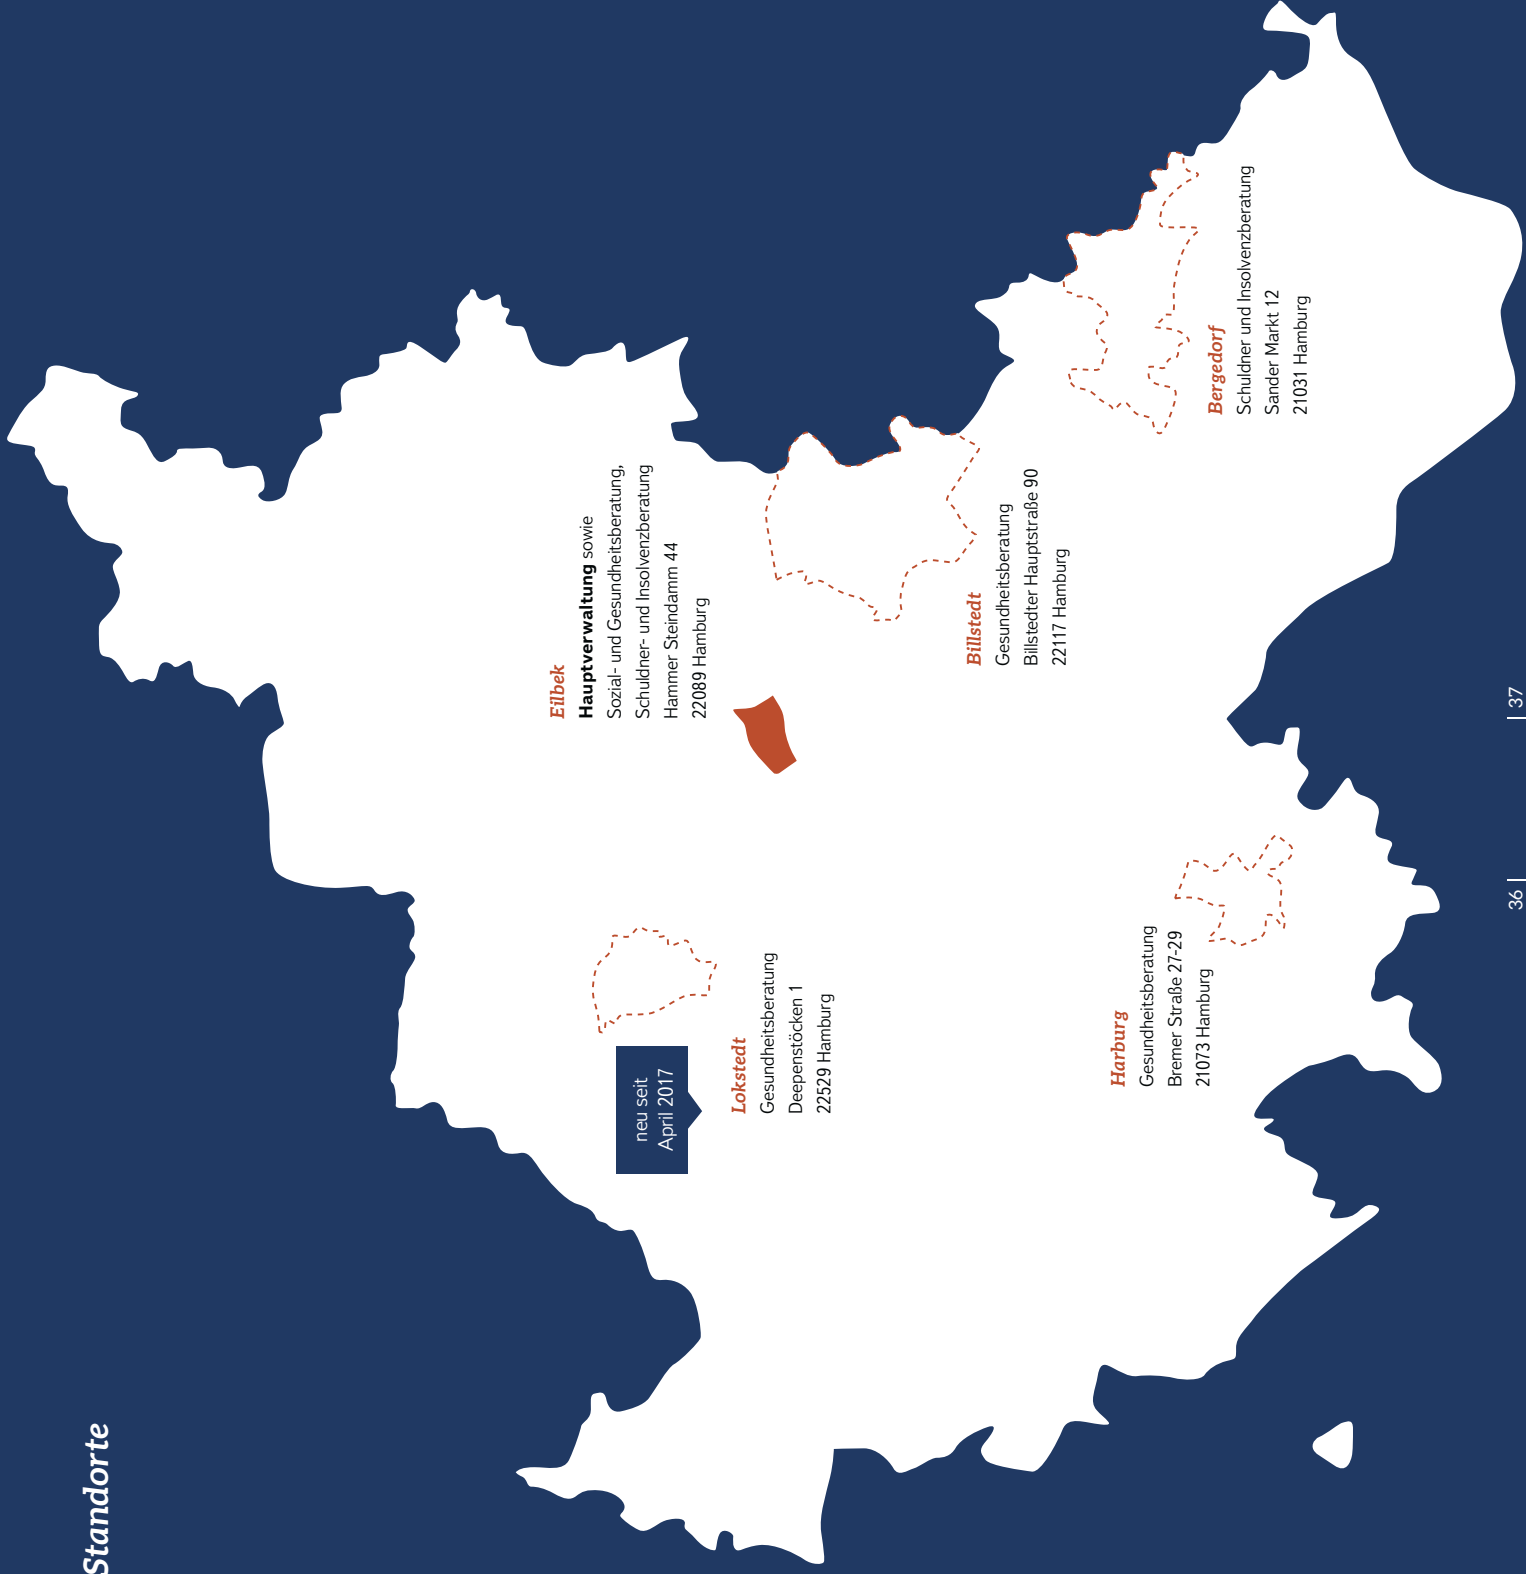 Standorte
Eilbek
Hauptverwaltung sowie
Sozial- und Gesundheitsberatung,
Schuldner- und Insolvenzberatung
Hammer Steindamm 44
22089 Hamburg
neu seit
April 2017
Lokstedt
Gesundheitsberatung
Deepenstöcken 1
22529 Hamburg
Billstedt
Gesundheitsberatung
Billstedter Hauptstraße 90
22117 Hamburg
Harburg
Gesundheitsberatung
Bremer Straße 27-29
21073 Hamburg
Bergedorf
Schuldner und Insolvenzberatung
Sander Markt 12
21031 Hamburg
36
37